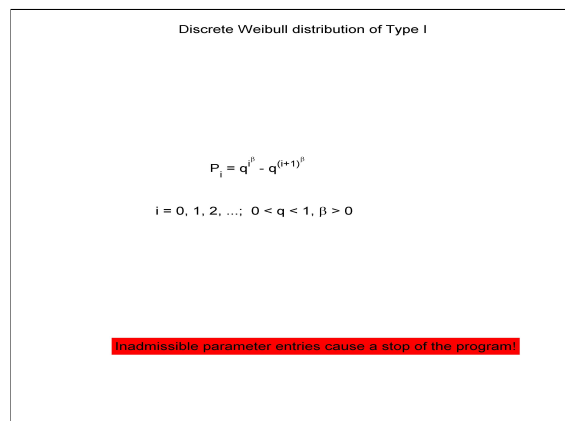 Discrete Weibull distribution of Type I
P_i = q^{i^β} - q^{(i+1)^β}
i = 0, 1, 2, ...; 0 < q < 1, β > 0
Inadmissible parameter entries cause a stop of the program!